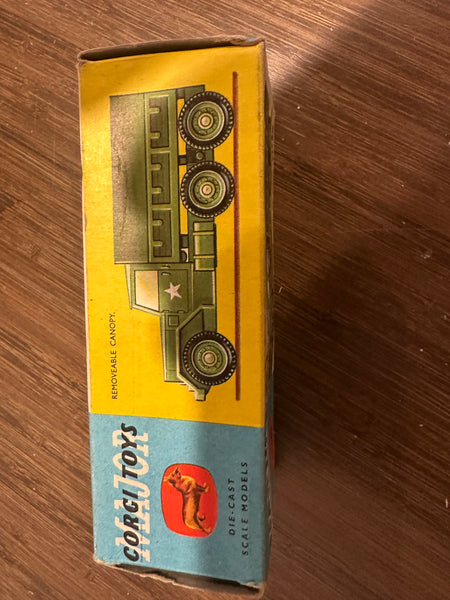 REMOVEABLE CANOPY.
CORGI TOYS
MAJOR
DIE-CAST
SCALE MODELS